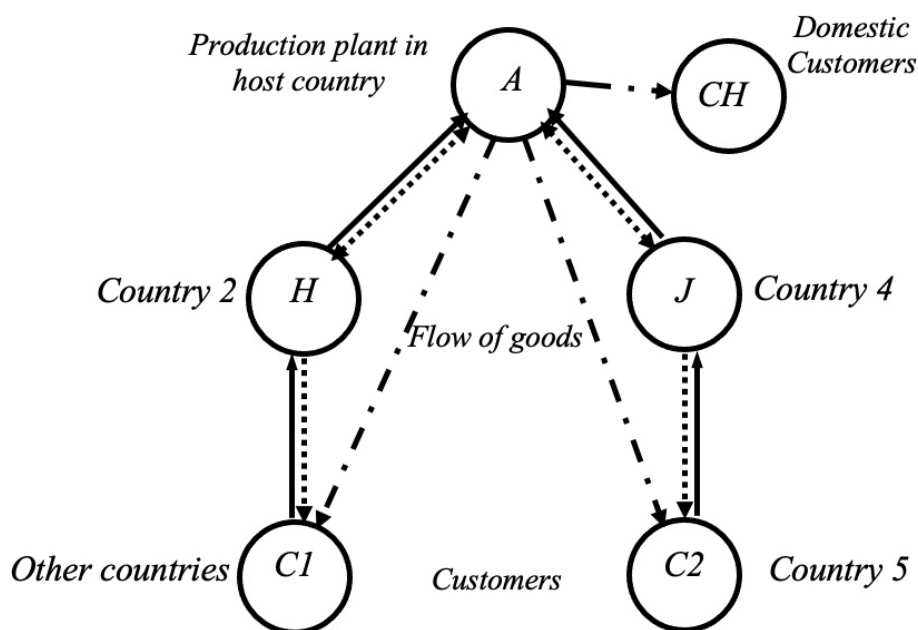 Production plant in
host country
A
CH
Domestic
Customers
Country 2
H
Flow of goods
J
Country 4
Other countries
C1
Customers
C2
Country 5